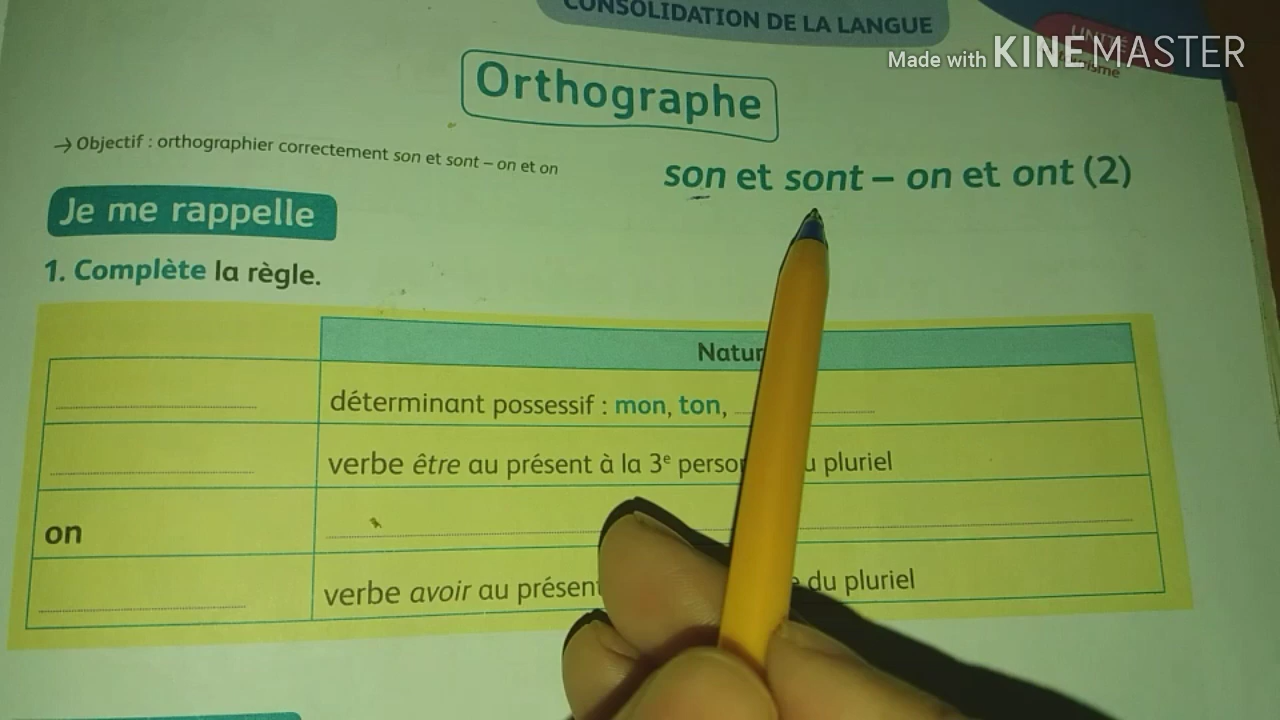 CONSOLIDATION DE LA LANGUE
Made with KINEMASTER
Orthographe
→ Objectif : orthographier correctement son et sont – on et on
son et sont – on et ont (2)
Je me rappelle
1. Complète la règle.
Natur
déterminant possessif : mon, ton,
verbe être au présent à la 3e person u pluriel
on
verbe avoir au présent e du pluriel